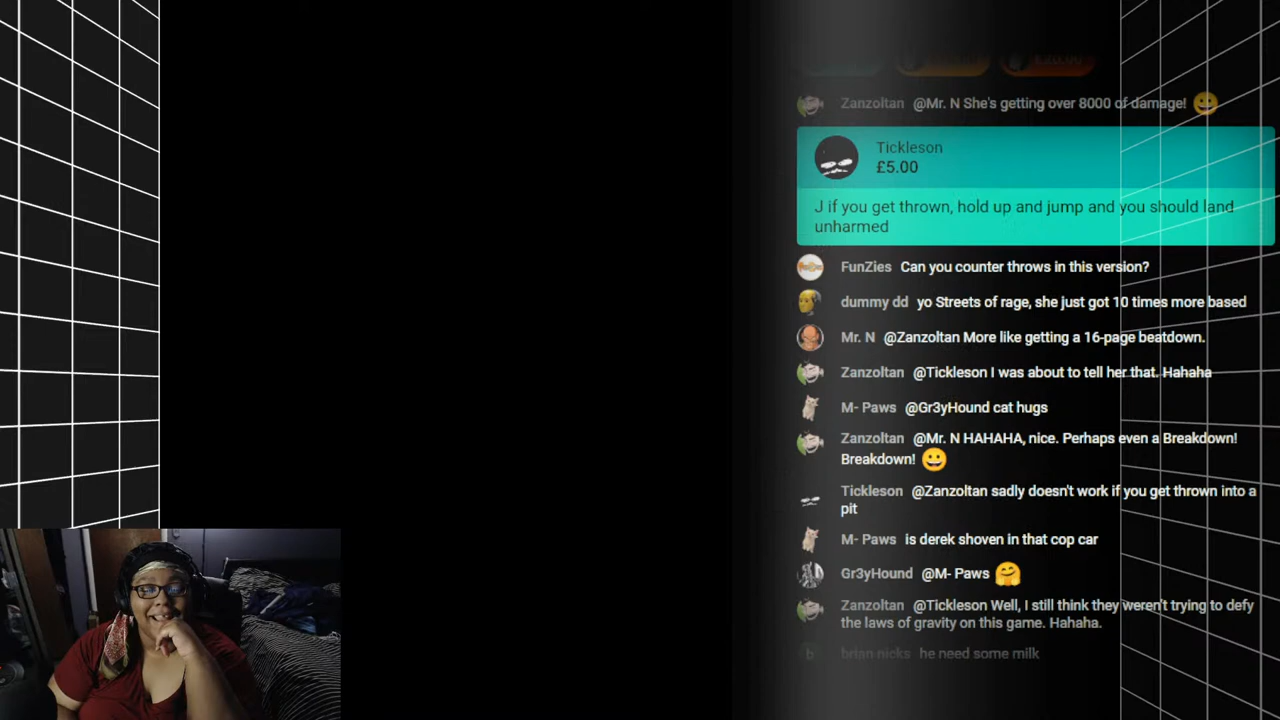 Zanzoltan @Mr. N She's getting over 8000 of damage!
Tickleson
£5.00
J if you get thrown, hold up and jump and you should land
unharmed
FunZies Can you counter throws in this version?
dummy dd yo Streets of rage, she just got 10 times more based
Mr. N @Zanzoltan More like getting a 16-page beatdown.
Zanzoltan @Tickleson I was about to tell her that. Hahaha
M- Paws @Gr3yHound cat hugs
Zanzoltan @Mr. N HAHAHA, nice. Perhaps even a Breakdown!
Breakdown!
Tickleson @Zanzoltan sadly doesn't work if you get thrown into a
pit
M- Paws is derek shoven in that cop car
Gr3yHound @M- Paws
Zanzoltan @Tickleson Well, I still think they weren't trying to defy
the laws of gravity on this game. Hahaha.
brian nicks he need some milk